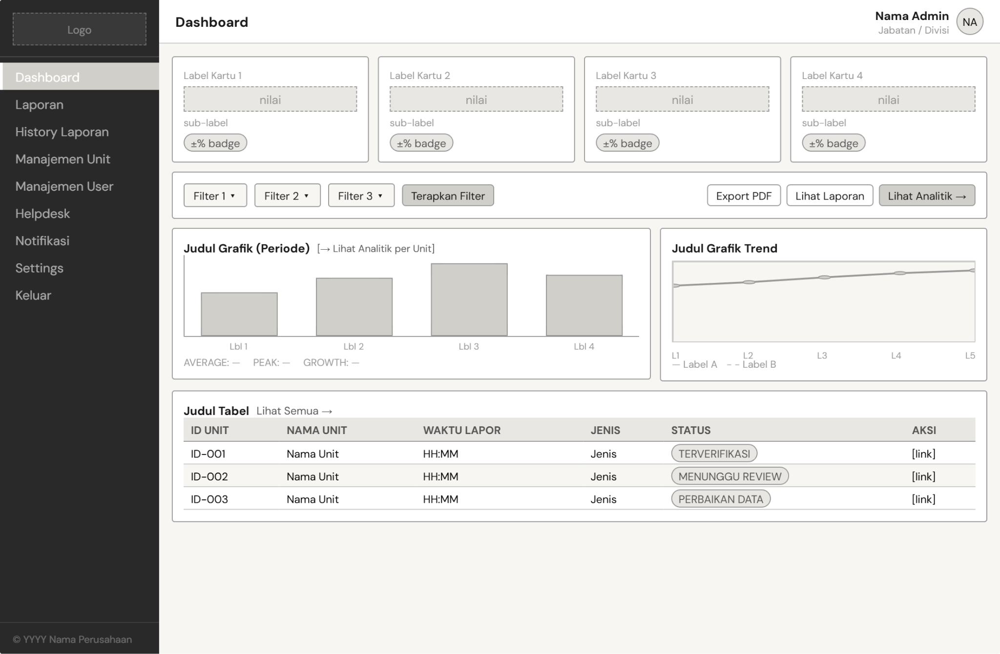 Logo
Dashboard
Laporan
History Laporan
Manajemen Unit
Manajemen User
Helpdesk
Notifikasi
Settings
Keluar
© YYYY Nama Perusahaan
Dashboard
Nama Admin
Jabatan / Divisi
NA
Label Kartu 1
nilai
sub-label
±% badge
Label Kartu 2
nilai
sub-label
±% badge
Label Kartu 3
nilai
sub-label
±% badge
Label Kartu 4
nilai
sub-label
±% badge
Filter 1 ▾ Filter 2 ▾ Filter 3 ▾ Terapkan Filter Export PDF Lihat Laporan Lihat Analitik →
Judul Grafik (Periode) [→ Lihat Analitik per Unit]
Lbl 1 Lbl 2 Lbl 3 Lbl 4
AVERAGE: — PEAK: — GROWTH: —
Judul Grafik Trend
L1 L2 L3 L4 L5
— Label A - - Label B
Judul Tabel Lihat Semua →
ID UNIT NAMA UNIT WAKTU LAPOR JENIS STATUS AKSI
ID-001 Nama Unit HH:MM Jenis TERVERIFIKASI [link]
ID-002 Nama Unit HH:MM Jenis MENUNGGU REVIEW [link]
ID-003 Nama Unit HH:MM Jenis PERBAIKAN DATA [link]